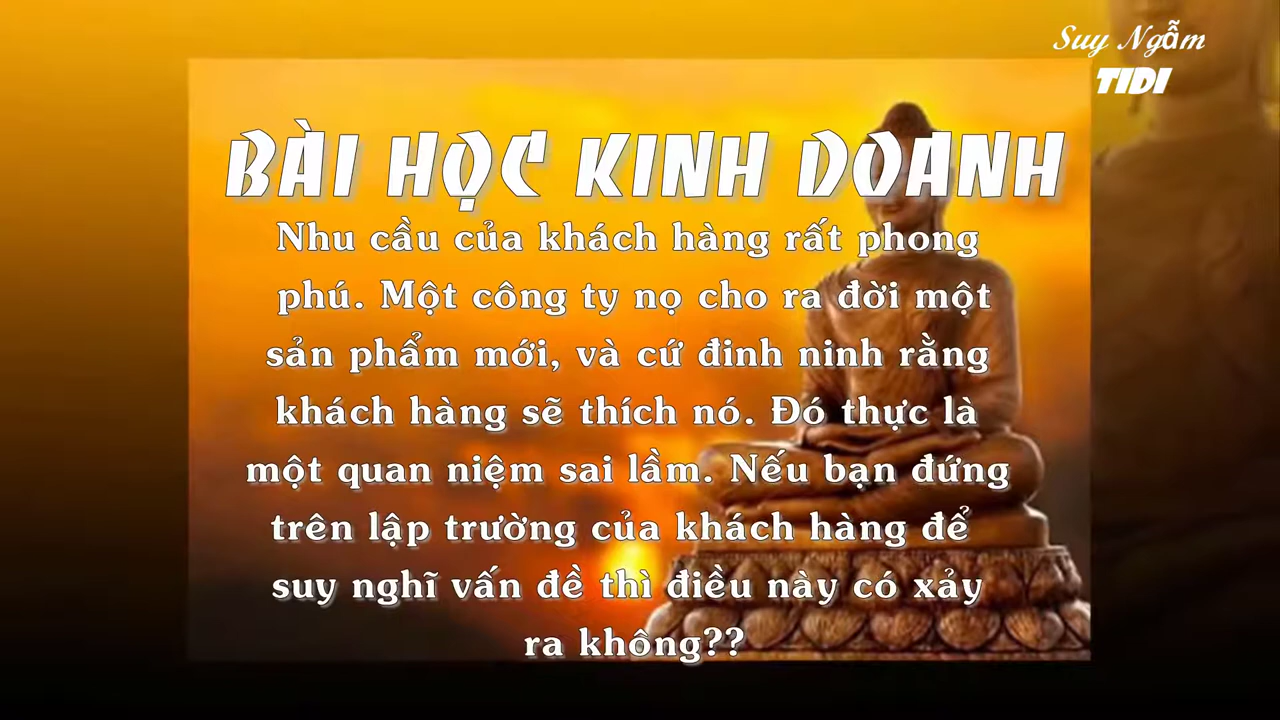 Suy Ngẫm
TIDI
BÀI HỌC KINH DOANH
Nhu cầu của khách hàng rất phong
phú. Một công ty nọ cho ra đời một
sản phẩm mới, và cứ đinh ninh rằng
khách hàng sẽ thích nó. Đó thực là
một quan niệm sai lầm. Nếu bạn đứng
trên lập trường của khách hàng để
suy nghĩ vấn đề thì điều này có xảy
ra không??